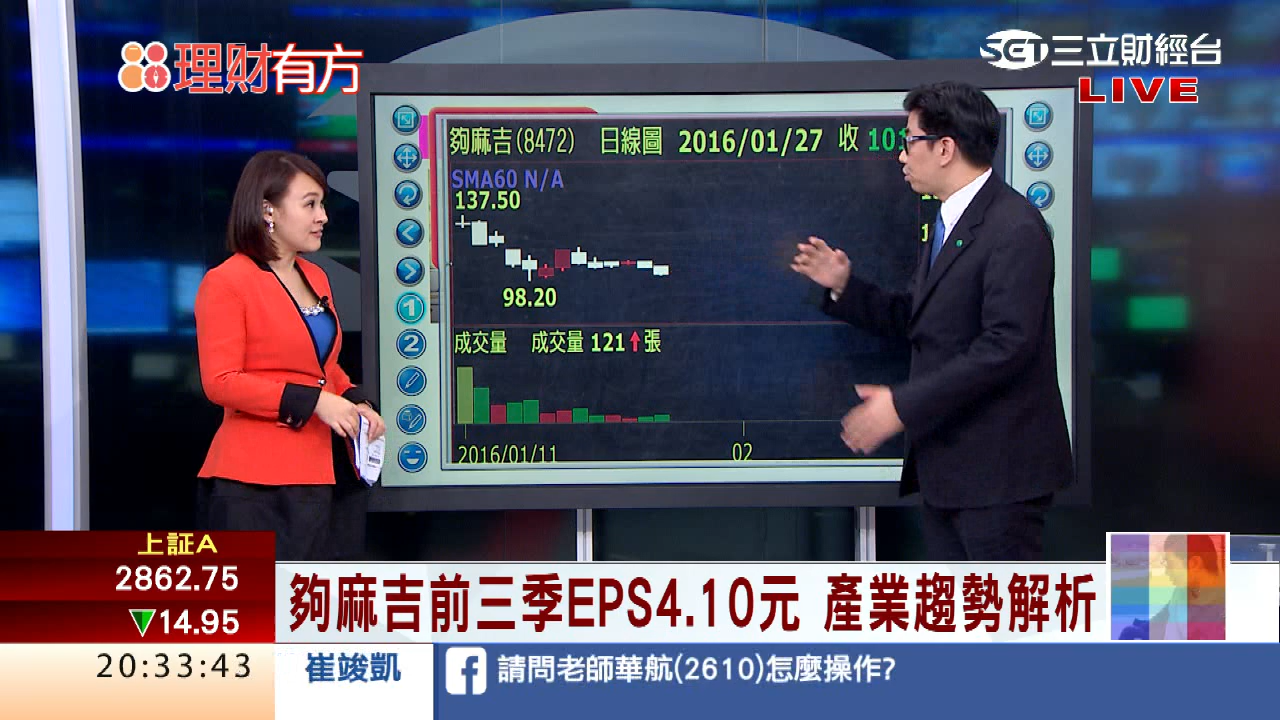 理財有方
SET三立財經台
LIVE
夠麻吉(8472) 日線圖 2016/01/27 收 101
SMA60 N/A
137.50
98.20
成交量 成交量 121↑張
2016/01/11
02
1
2
上証A
2862.75
▼14.95
夠麻吉前三季EPS4.10元 產業趨勢解析
20:33:43
崔竣凱
請問老師華航(2610)怎麼操作?